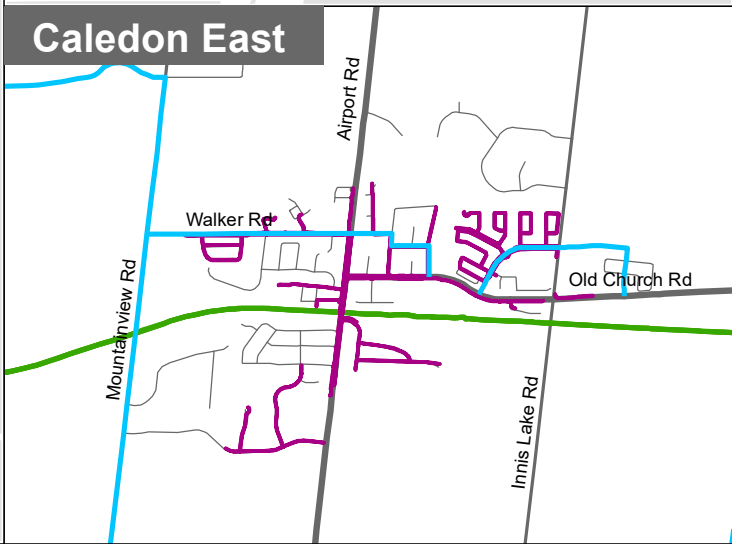 Caledon East
Airport Rd
Walker Rd
Old Church Rd
Mountainview Rd
Innis Lake Rd